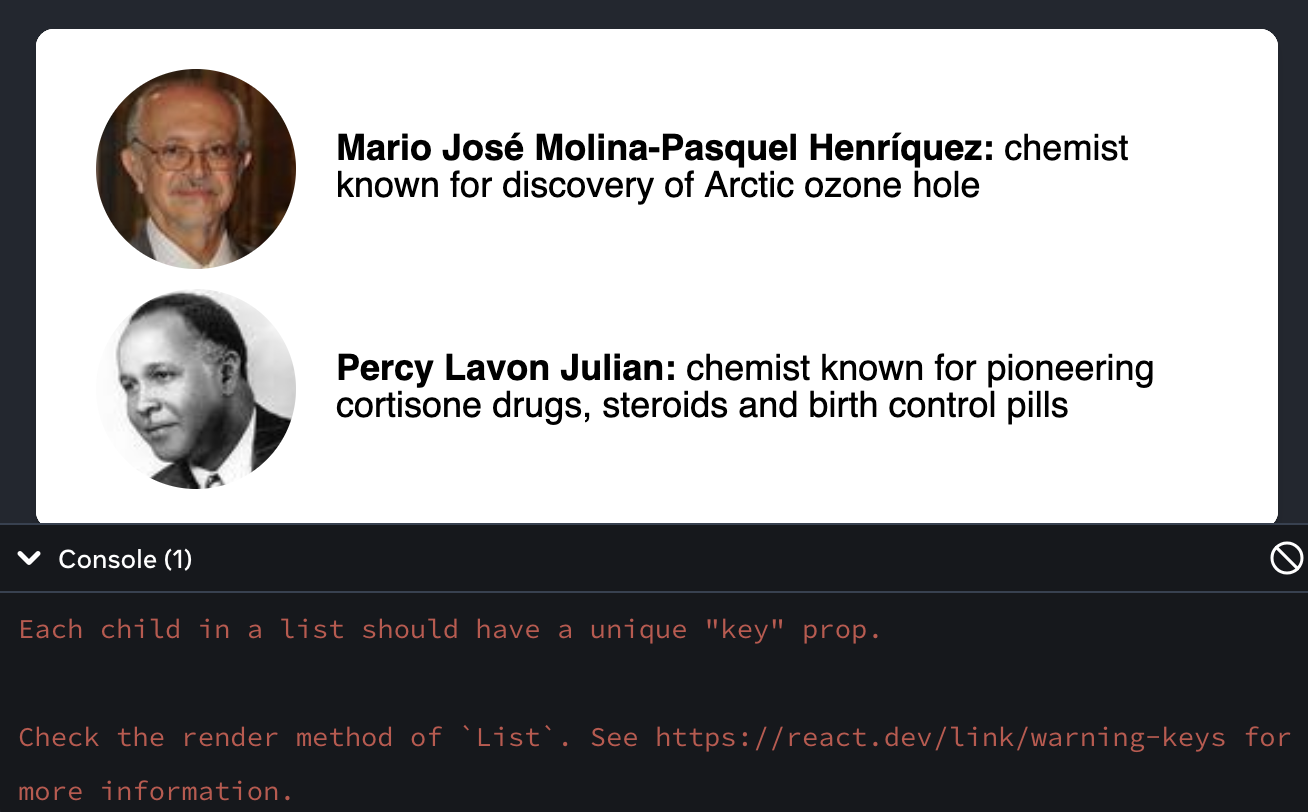 Mario José Molina-Pasquel Henríquez: chemist
known for discovery of Arctic ozone hole
Percy Lavon Julian: chemist known for pioneering
cortisone drugs, steroids and birth control pills
Console (1)
Each child in a list should have a unique "key" prop.
Check the render method of `List`. See https://react.dev/link/warning-keys for
more information.